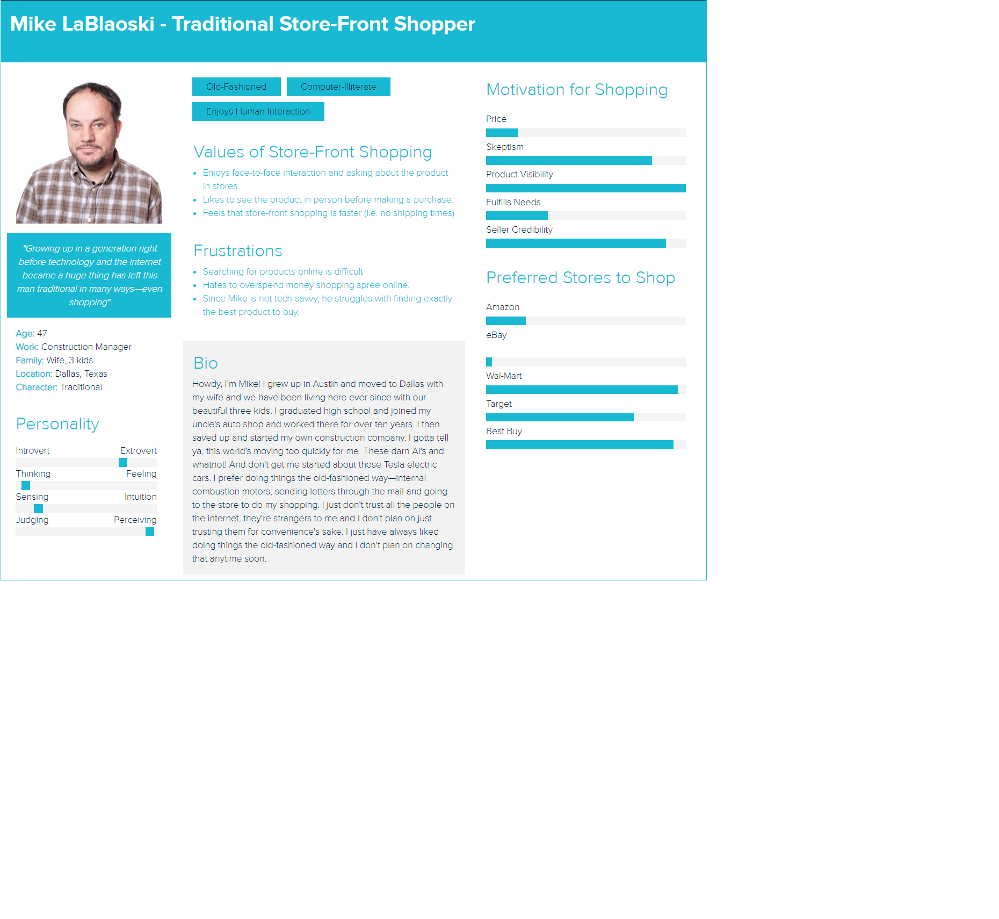 Mike LaBlaoski - Traditional Store-Front Shopper
"Growing up in a generation right
before technology and the internet
became a huge thing has left this
man traditional in many ways—even
shopping"
Age: 47
Work: Construction Manager
Family: Wife, 3 kids.
Location: Dallas, Texas
Character: Traditional
Personality
Introvert Extrovert
Thinking Feeling
Sensing Intuition
Judging Perceiving
Old-Fashioned Computer-Illiterate
Enjoys Human Interaction
Values of Store-Front Shopping
• Enjoys face-to-face interaction and asking about the product
in stores.
• Likes to see the product in person before making a purchase.
• Feels that store-front shopping is faster (i.e. no shipping times)
Frustrations
• Searching for products online is difficult
• Hates to overspend money shopping spree online.
• Since Mike is not tech-savvy, he struggles with finding exactly
the best product to buy.
Bio
Howdy, I'm Mike! I grew up in Austin and moved to Dallas with
my wife and we have been living here ever since with our
beautiful three kids. I graduated high school and joined my
uncle's auto shop and worked there for over ten years. I then
saved up and started my own construction company. I gotta tell
ya, this world's moving too quickly for me. These darn AI's and
whatnot! And don't get me started about those Tesla electric
cars. I prefer doing things the old-fashioned way—internal
combustion motors, sending letters through the mail and going
to the store to do my shopping. I just don't trust all the people on
the internet, they're strangers to me and I don't plan on just
trusting them for convenience's sake. I just have always liked
doing things the old-fashioned way and I don't plan on changing
that anytime soon.
Motivation for Shopping
Price
Skeptism
Product Visibility
Fulfills Needs
Seller Credibility
Preferred Stores to Shop
Amazon
eBay
Wal-Mart
Target
Best Buy